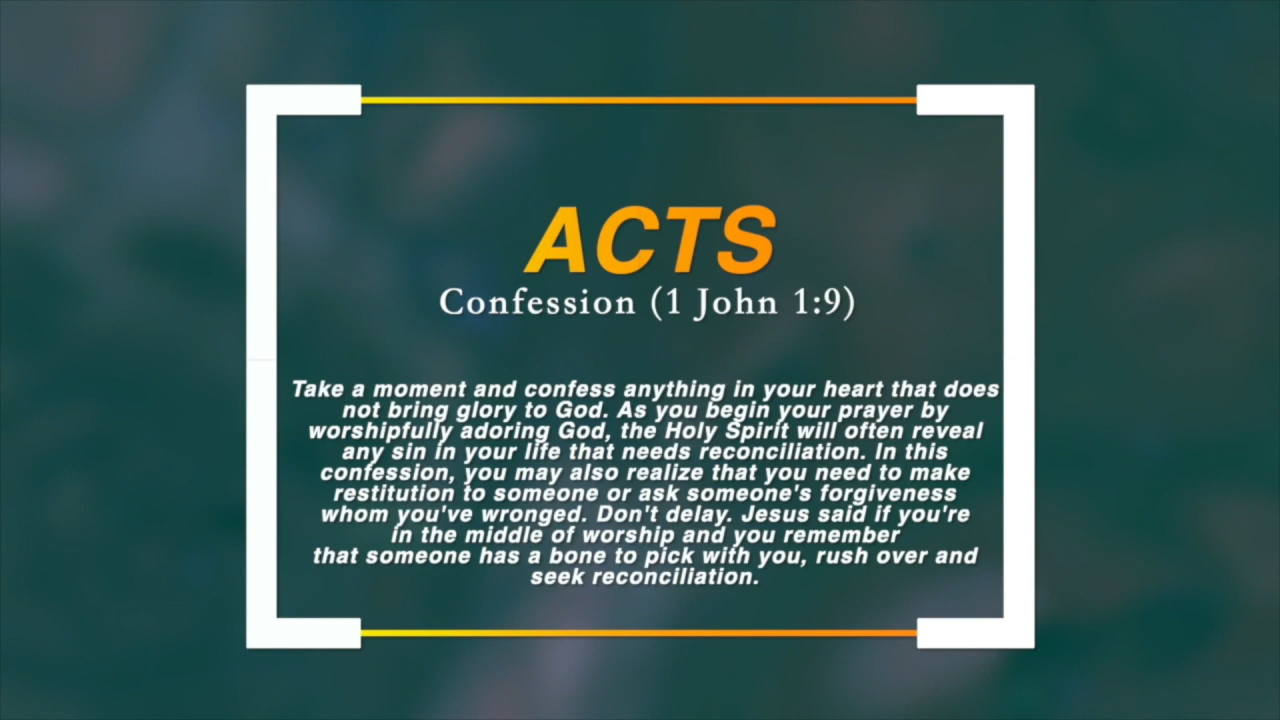 ACTS
Confession (1 John 1:9)
Take a moment and confess anything in your heart that does
not bring glory to God. As you begin your prayer by
worshipfully adoring God, the Holy Spirit will often reveal
any sin in your life that needs reconciliation. In this
confession, you may also realize that you need to make
restitution to someone or ask someone's forgiveness
whom you've wronged. Don't delay. Jesus said if you're
in the middle of worship and you remember
that someone has a bone to pick with you, rush over and
seek reconciliation.